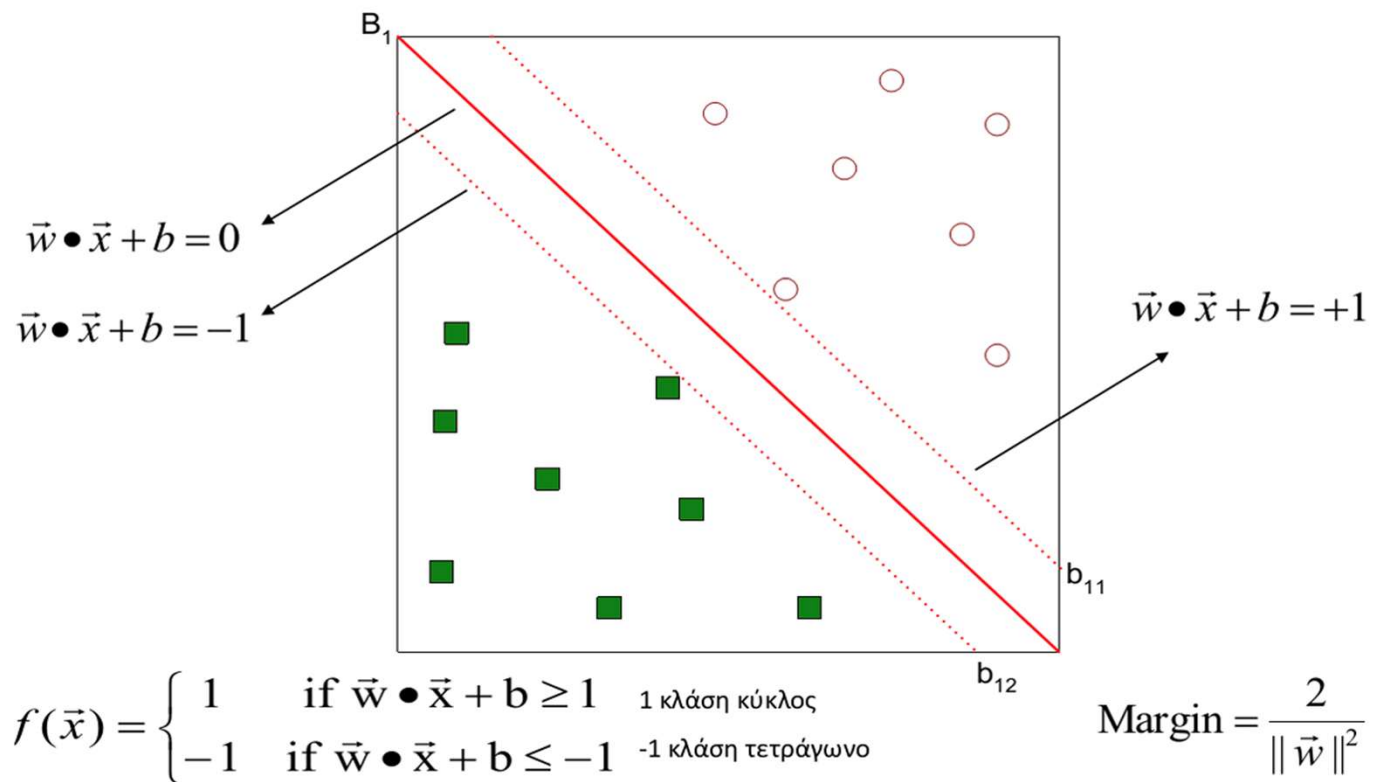 B₁
w⃗ • x⃗ + b = 0
w⃗ • x⃗ + b = −1
w⃗ • x⃗ + b = +1
b₁₁
b₁₂
f(x⃗) = { 1 if w⃗ • x⃗ + b ≥ 1 1 κλάση κύκλος
−1 if w⃗ • x⃗ + b ≤ −1 -1 κλάση τετράγωνο
Margin = 2 / || w⃗ ||²